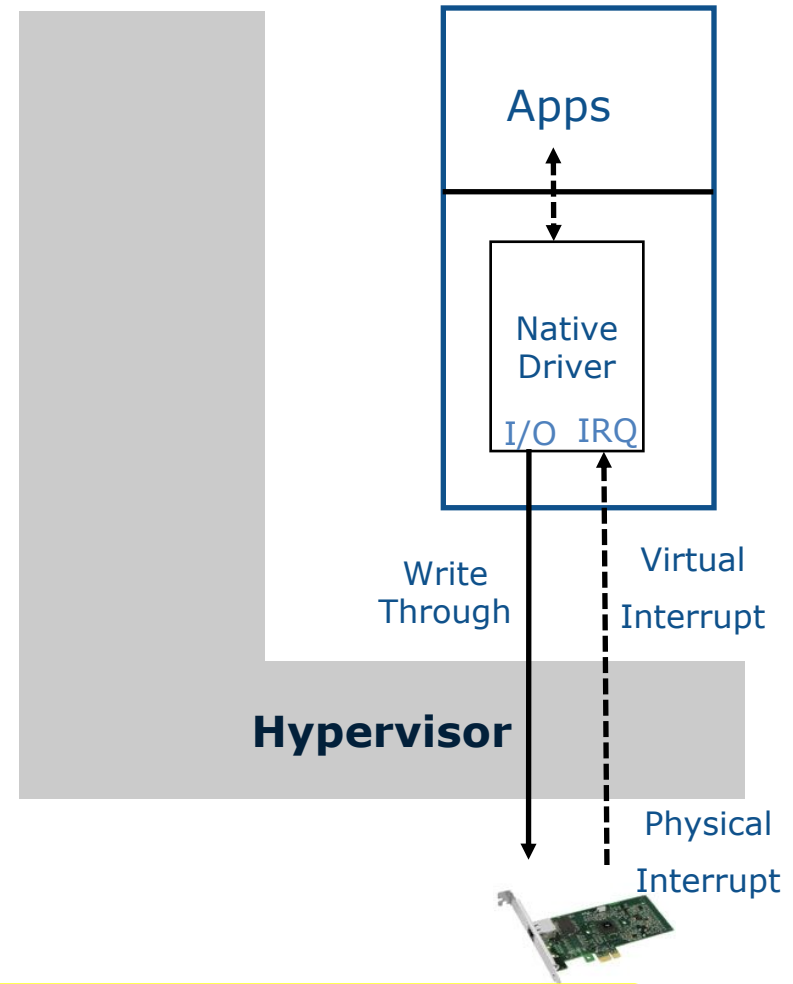 Apps
Native
Driver
I/O IRQ
Write
Through
Virtual
Interrupt
Hypervisor
Physical
Interrupt